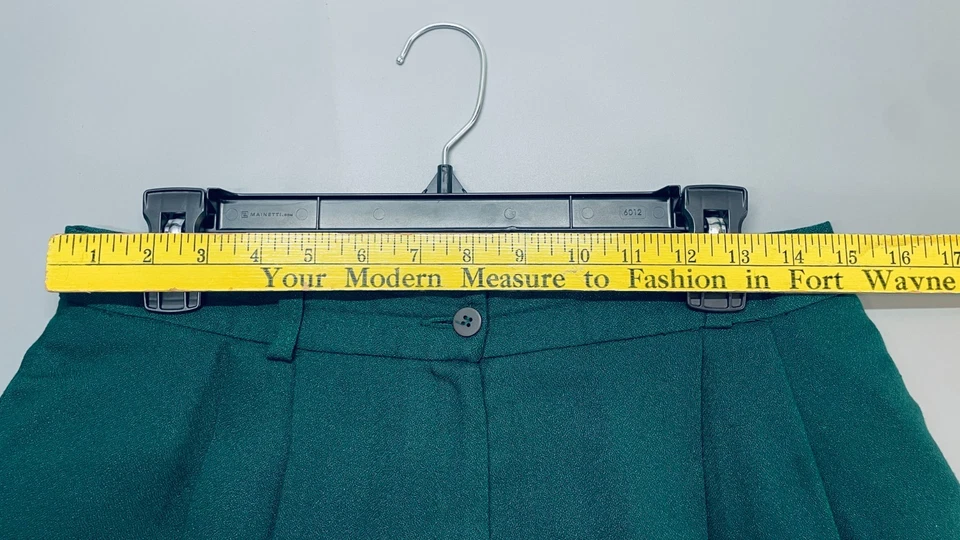 MAINETTI
6012
1 2 3 4 5 6 7 8 9 10 11 12 13 14 15 16 17
Your Modern Measure to Fashion in Fort Wayne